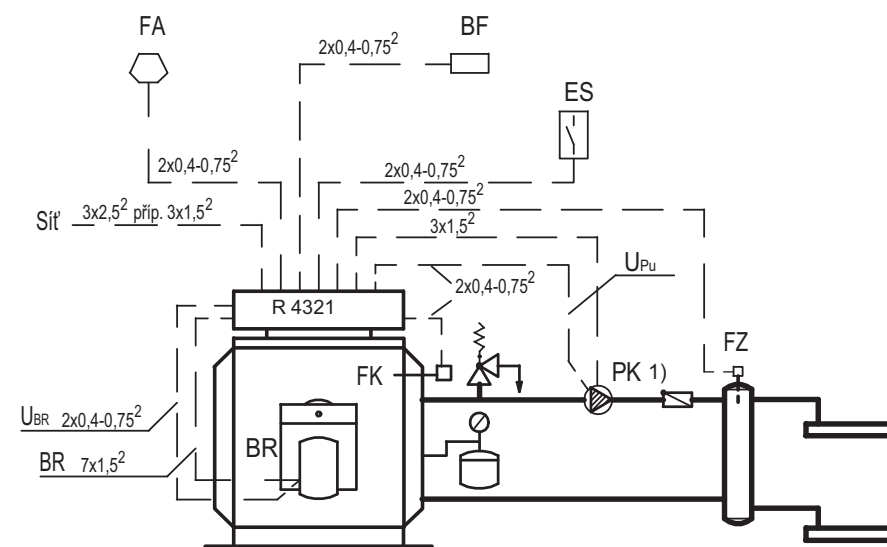 FA
BF
2x0,4-0,75²
ES
2x0,4-0,75²
2x0,4-0,75²
2x0,4-0,75²
Síť 3x2,5² příp. 3x1,5²
3x1,5²
UPu
2x0,4-0,75²
R 4321
FZ
FK
PK 1)
UBR 2x0,4-0,75²
BR
BR 7x1,5²